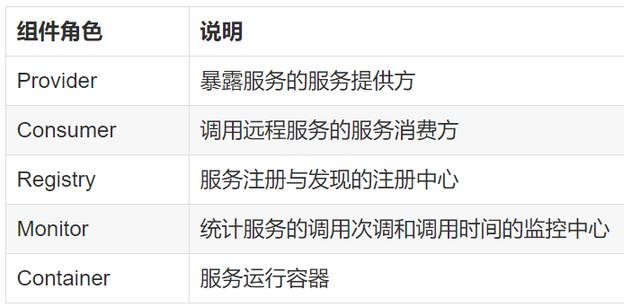 组件角色 说明
Provider 暴露服务的服务提供方
Consumer 调用远程服务的服务消费方
Registry 服务注册与发现的注册中心
Monitor 统计服务的调用次调和调用时间的监控中心
Container 服务运行容器